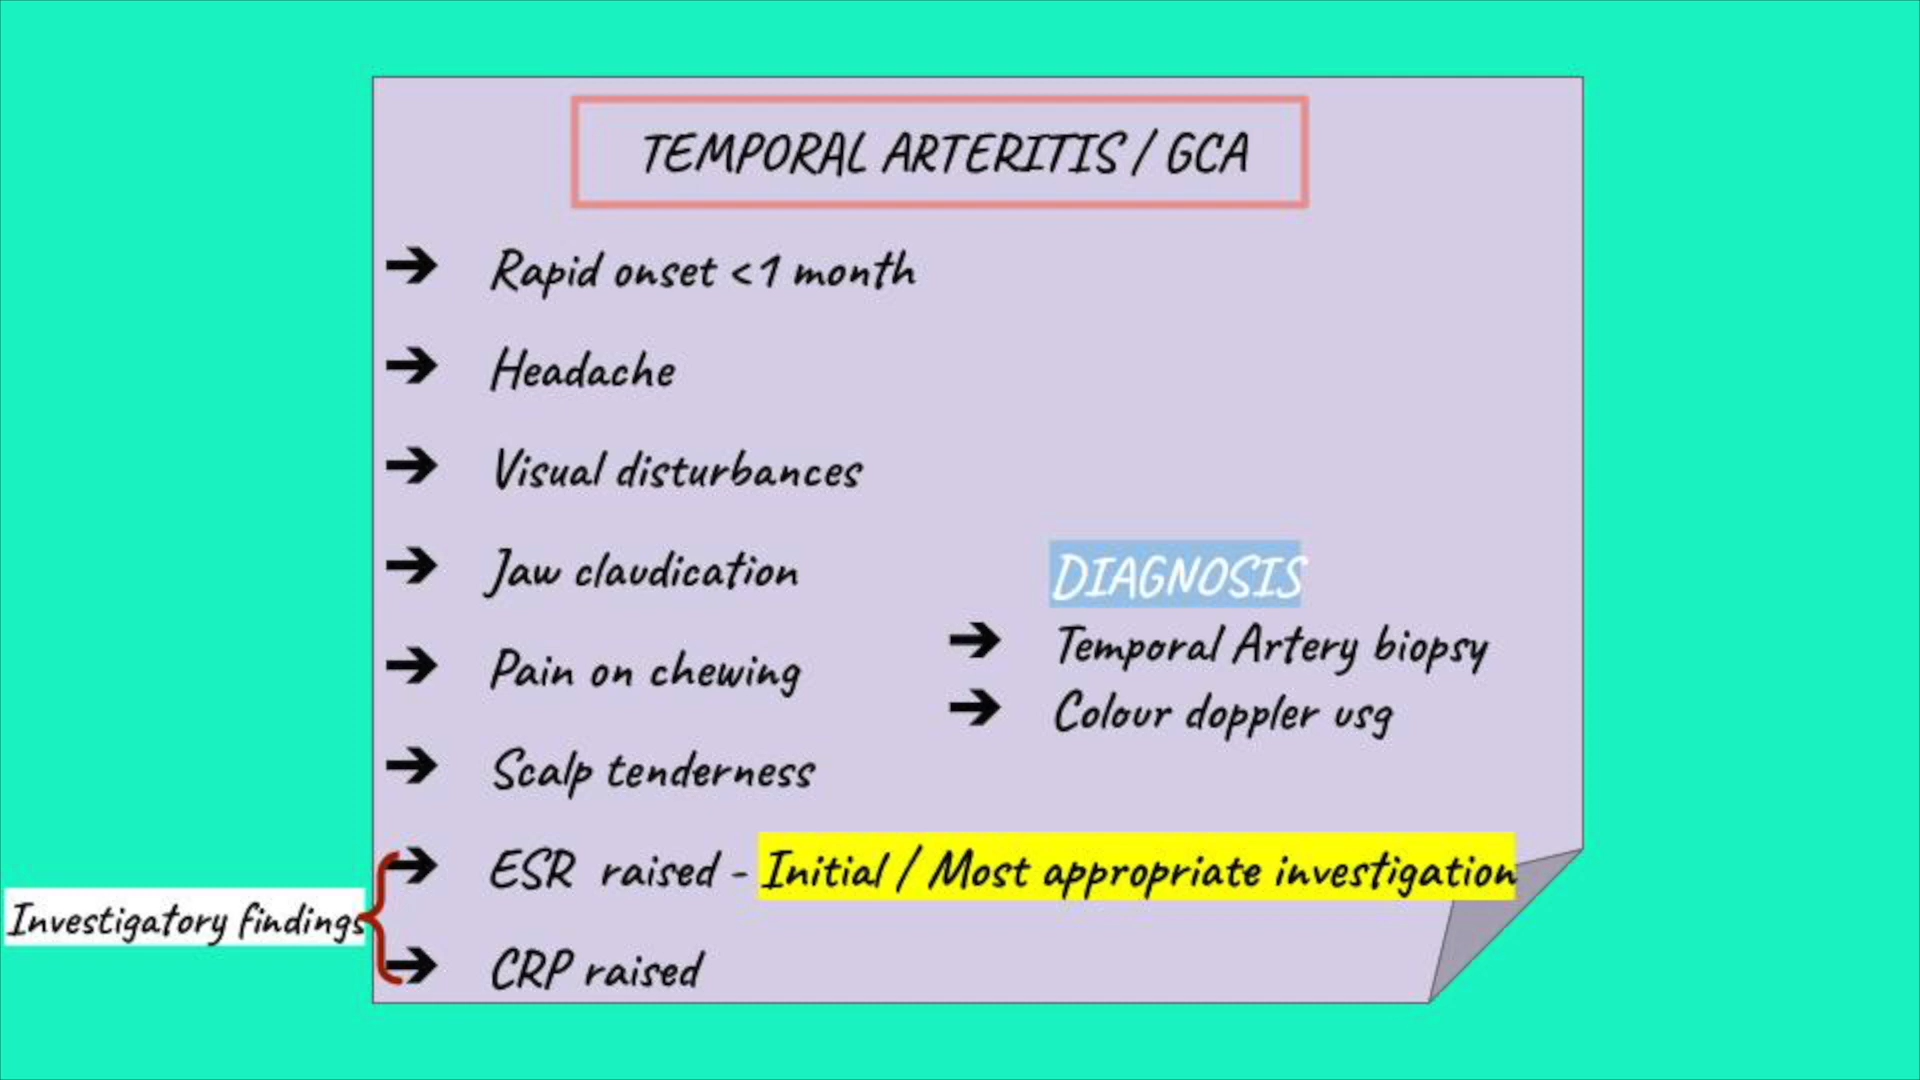 TEMPORAL ARTERITIS / GCA
➔ Rapid onset <1 month
➔ Headache
➔ Visual disturbances
➔ Jaw claudication
➔ Pain on chewing
➔ Scalp tenderness
➔ ESR raised - Initial / Most appropriate investigation
➔ CRP raised
Investigatory findings
DIAGNOSIS
➔ Temporal Artery biopsy
➔ Colour doppler usg